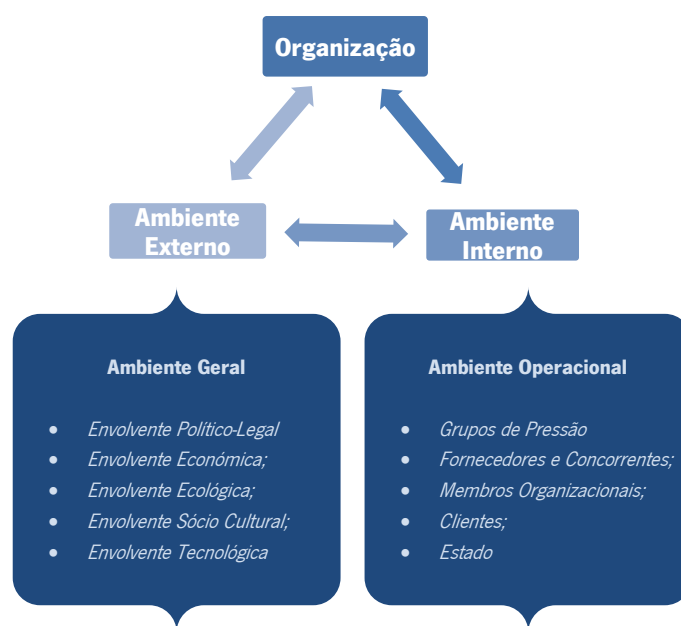 Organização
Ambiente
Externo
Ambiente
Interno
Ambiente Geral
• Envolvente Político-Legal
• Envolvente Económica;
• Envolvente Ecológica;
• Envolvente Sócio Cultural;
• Envolvente Tecnológica
Ambiente Operacional
• Grupos de Pressão
• Fornecedores e Concorrentes;
• Membros Organizacionais;
• Clientes;
• Estado